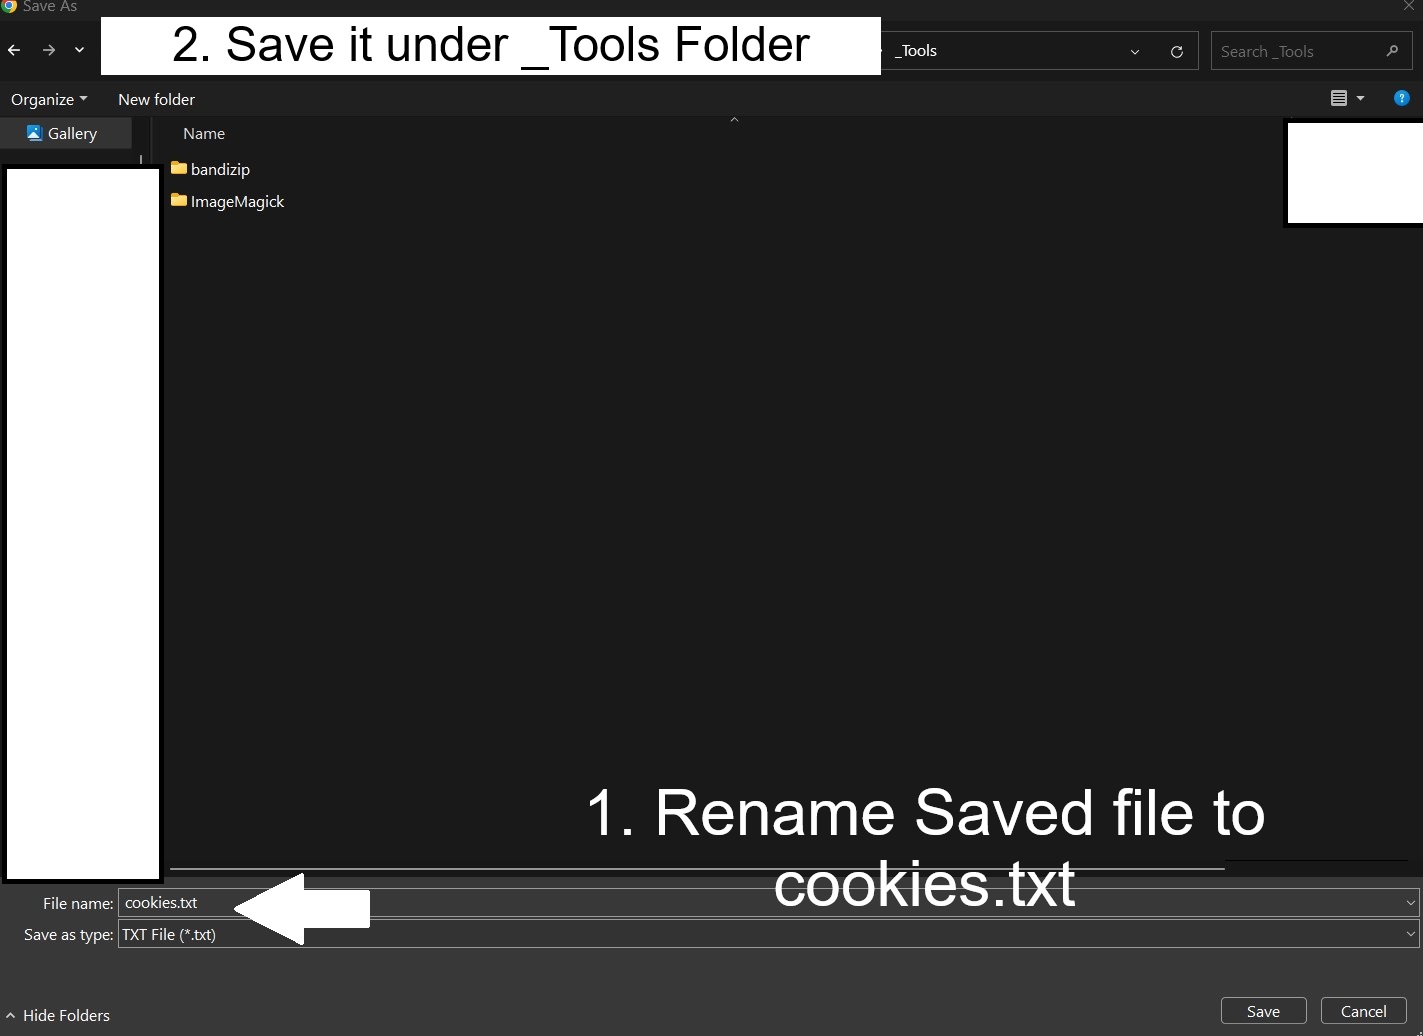 Save As
2. Save it under _Tools Folder
_Tools
Search _Tools
Organize
New folder
Gallery
Name
bandizip
ImageMagick
1. Rename Saved file to
cookies.txt
File name:
cookies.txt
Save as type:
TXT File (*.txt)
Hide Folders
Save
Cancel